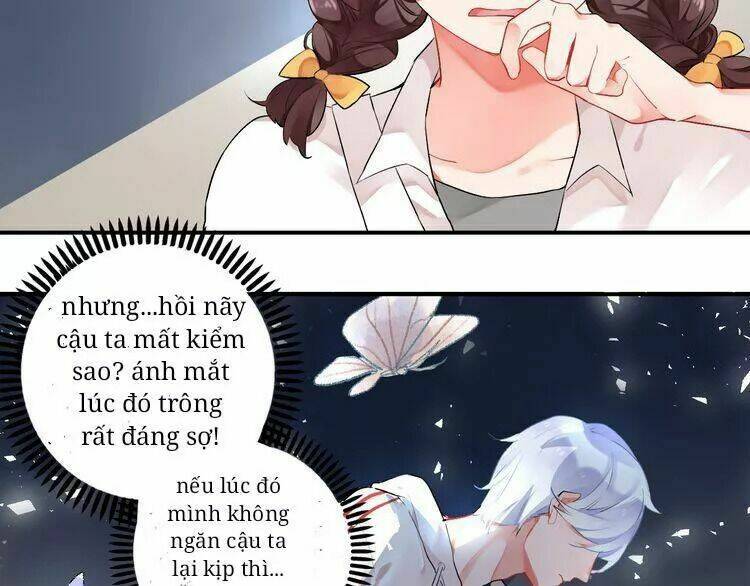 nhưng...hồi nãy
cậu ta mất kiểm
sao? ánh mắt
lúc đó trông
rất đáng sợ!
nếu lúc đó
mình không
ngăn cậu ta
lại kịp thì...